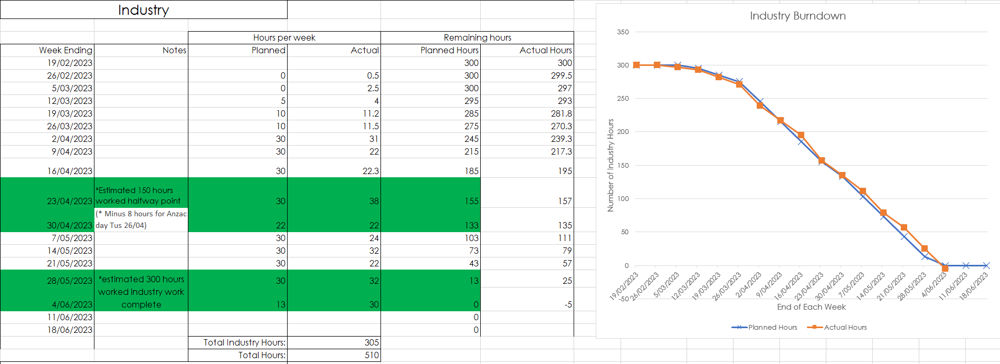 Industry
Hours per week Remaining hours
Week Ending Notes Planned Actual Planned Hours Actual Hours
19/02/2023 300 300
26/02/2023 0 0.5 300 299.5
5/03/2023 0 2.5 300 297
12/03/2023 5 4 295 293
19/03/2023 10 11.2 285 281.8
26/03/2023 10 11.5 275 270.3
2/04/2023 30 31 245 239.3
9/04/2023 30 22 215 217.3
16/04/2023 30 22.3 185 195
*Estimated 150 hours
23/04/2023 worked halfway point 30 38 155 157
(* Minus 8 hours for Anzac
30/04/2023 day Tus 26/04) 22 22 133 135
7/05/2023 30 24 103 111
14/05/2023 30 32 73 79
21/05/2023 30 22 43 57
28/05/2023 *estimated 300 hours 30 32 13 25
worked industry work
4/06/2023 complete 13 30 0 -5
11/06/2023 0
18/06/2023 0
Total Industry Hours: 305
Total Hours: 510
Industry Burndown
350
300
250
200
150
100
50
0
-50
Number of Industry Hours
19/02/2023
26/02/2023
5/03/2023
12/03/2023
19/03/2023
26/03/2023
2/04/2023
9/04/2023
16/04/2023
23/04/2023
30/04/2023
7/05/2023
14/05/2023
21/05/2023
28/05/2023
4/06/2023
11/06/2023
18/06/2023
End of Each Week
Planned Hours Actual Hours